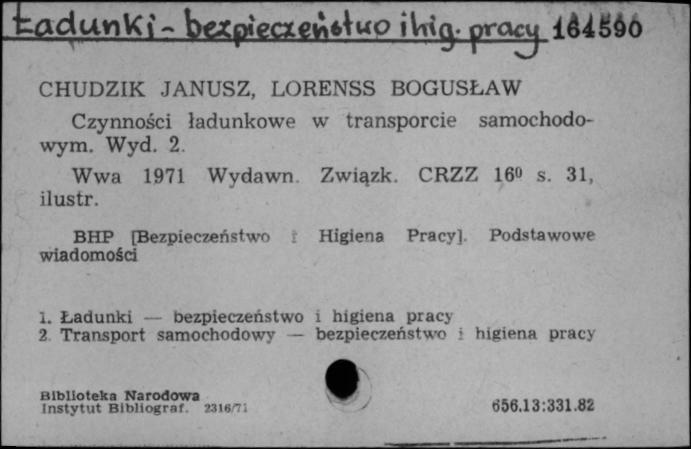 Ładunki - bezpieczeństwo i hig. pracy 164590
CHUDZIK JANUSZ, LORENSS BOGUSŁAW
Czynności ładunkowe w transporcie samochodo-
wym. Wyd. 2.
Wwa 1971 Wydawn. Związk. CRZZ 16⁰ s. 31,
ilustr.
BHP [Bezpieczeństwo i Higiena Pracy]. Podstawowe
wiadomości
1. Ładunki — bezpieczeństwo i higiena pracy
2. Transport samochodowy — bezpieczeństwo i higiena pracy
Biblioteka Narodowa
Instytut Bibliograf. 2316/71
656.13:331.82